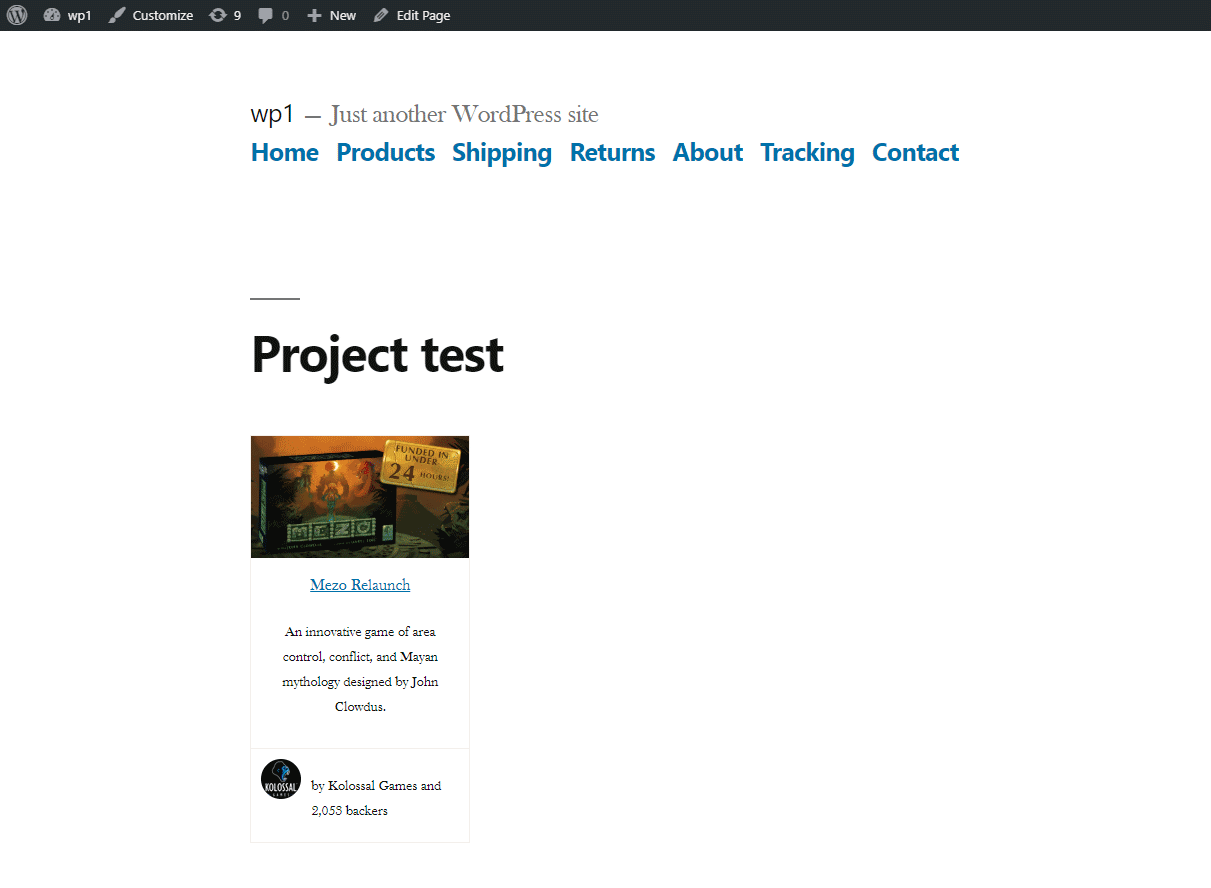 wp1 Customize 9 0 New Edit Page
wp1 — Just another WordPress site
Home Products Shipping Returns About Tracking Contact
Project test
FUNDED IN
UNDER
24 HOURS!
MEZO
Mezo Relaunch
An innovative game of area
control, conflict, and Mayan
mythology designed by John
Clowdus.
KOLOSSAL
GAMES
by Kolossal Games and
2,053 backers